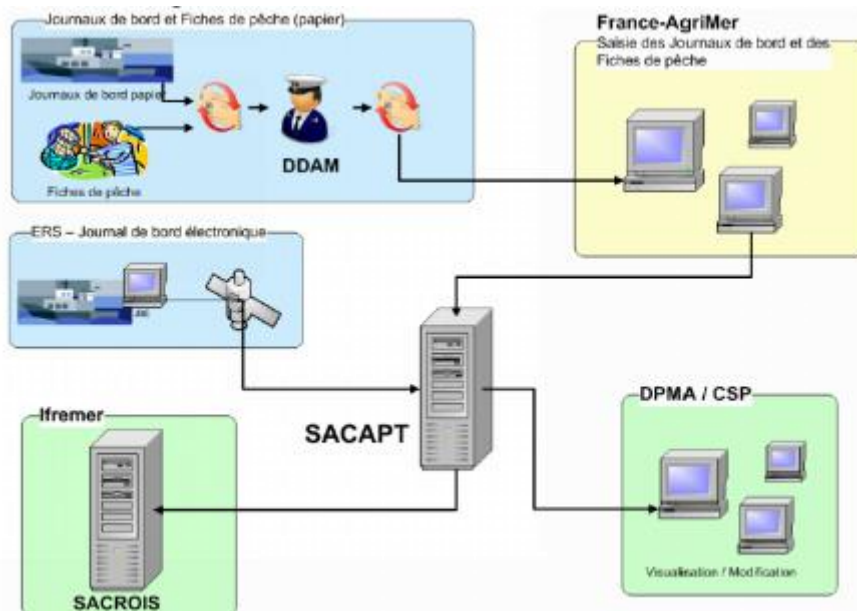 Journaux de bord et Fiches de pêche (papier)
Journaux de bord papier
Fiches de pêche
DDAM
France-AgriMer
Saisie des Journaux de bord et des
Fiches de pêche
ERS – Journal de bord électronique
SACAPT
Ifremer
SACROIS
DPMA / CSP
Visualisation / Modification